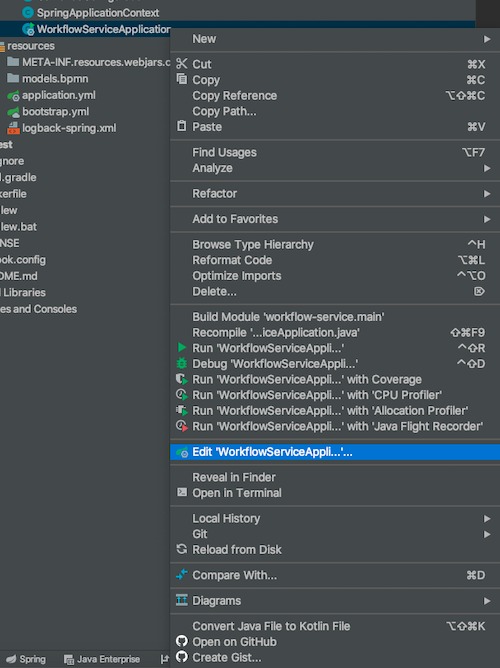 SpringApplicationContext
WorkflowServiceApplication
resources
META-INF.resources.webjars.c
models.bpmn
application.yml
bootstrap.yml
logback-spring.xml
est
gnore
d.gradle
kerfile
lew
lew.bat
NSE
ook.config
OME.md
l Libraries
es and Consoles
New
Cut ⌘X
Copy ⌘C
Copy Reference ⌥⇧⌘C
Copy Path...
Paste ⌘V
Find Usages ⌥F7
Analyze
Refactor
Add to Favorites
Browse Type Hierarchy ^H
Reformat Code ⌥⌘L
Optimize Imports ^⌥O
Delete... ⌦
Build Module 'workflow-service.main'
Recompile '...iceApplication.java' ⇧⌘F9
Run 'WorkflowServiceAppli...' ^⇧R
Debug 'WorkflowServiceAppli...' ^⇧D
Run 'WorkflowServiceAppli...' with Coverage
Run 'WorkflowServiceAppli...' with 'CPU Profiler'
Run 'WorkflowServiceAppli...' with 'Allocation Profiler'
Run 'WorkflowServiceAppli...' with 'Java Flight Recorder'
Edit 'WorkflowServiceAppli...'...
Reveal in Finder
Open in Terminal
Local History
Git
Reload from Disk
Compare With... ⌘D
Diagrams
Convert Java File to Kotlin File ⌥⇧⌘K
Open on GitHub
Create Gist...
Spring
Java Enterprise